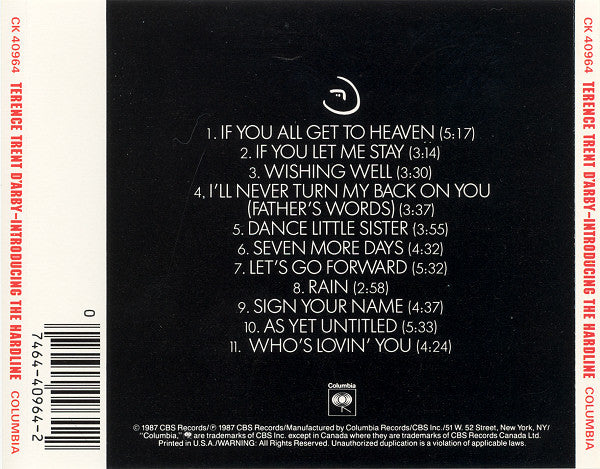 CK 40964 TERENCE TRENT D'ARBY–INTRODUCING THE HARDLINE COLUMBIA
1. IF YOU ALL GET TO HEAVEN (5:17)
2. IF YOU LET ME STAY (3:14)
3. WISHING WELL (3:30)
4. I'LL NEVER TURN MY BACK ON YOU
(FATHER'S WORDS) (3:37)
5. DANCE LITTLE SISTER (3:55)
6. SEVEN MORE DAYS (4:32)
7. LET'S GO FORWARD (5:32)
8. RAIN (2:58)
9. SIGN YOUR NAME (4:37)
10. AS YET UNTITLED (5:33)
11. WHO'S LOVIN' YOU (4:24)
0
7464-40964-2
Columbia
© 1987 CBS Records/℗ 1987 CBS Records/Manufactured by Columbia Records/CBS Inc./51 W. 52 Street, New York, NY/
"Columbia," are trademarks of CBS Inc. except in Canada where they are trademarks of CBS Records Canada Ltd.
Printed in U.S.A./WARNING: All Rights Reserved. Unauthorized duplication is a violation of applicable laws.
CK 40964 TERENCE TRENT D'ARBY–INTRODUCING THE HARDLINE COLUMBIA